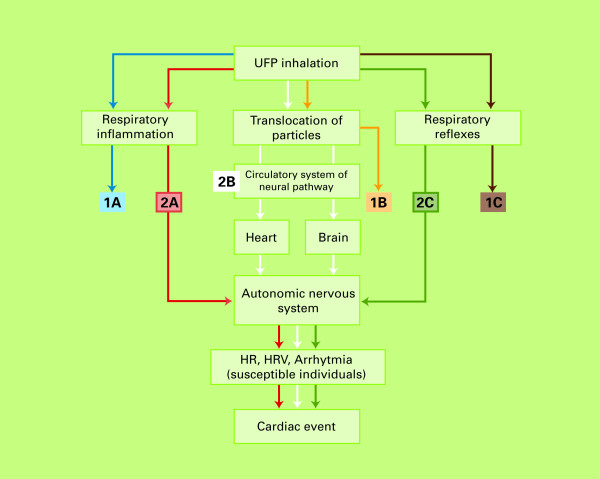 UFP inhalation
Respiratory
inflammation
Translocation of
particles
Respiratory
reflexes
Circulatory system of
neural pathway
2B
1A
2A
1B
2C
1C
Heart
Brain
Autonomic nervous
system
HR, HRV, Arrhytmia
(susceptible individuals)
Cardiac event